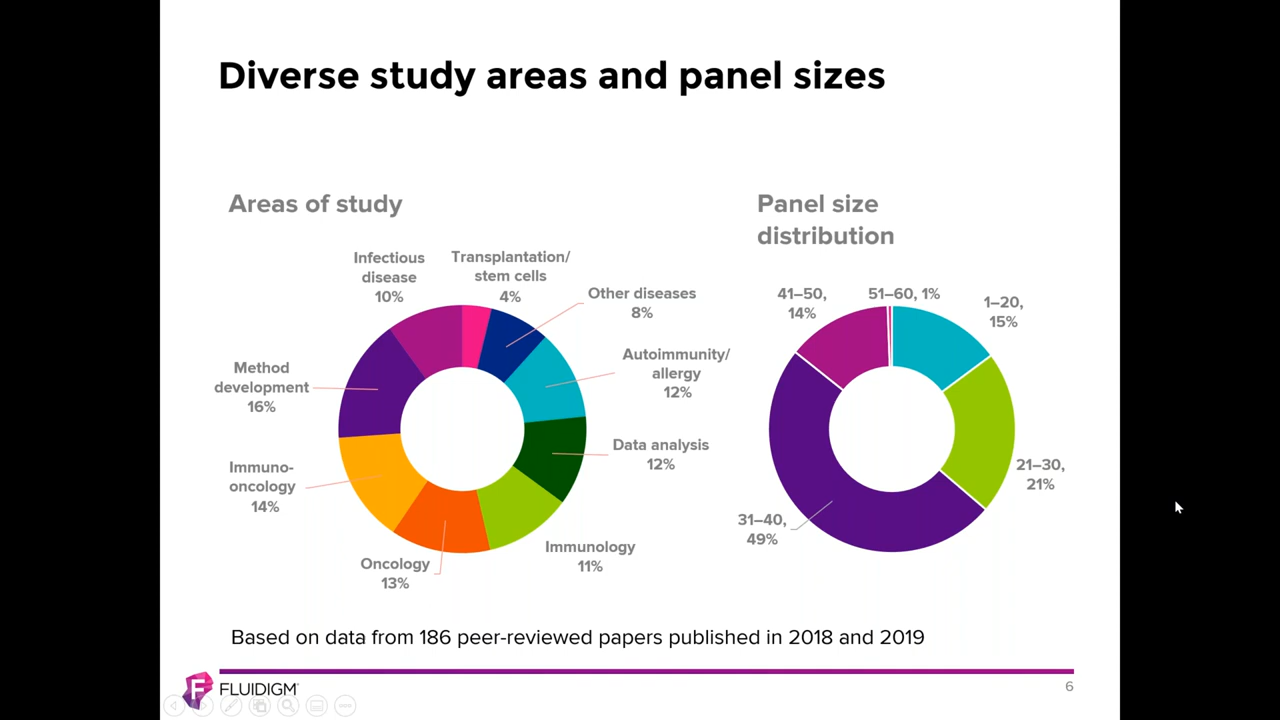 Diverse study areas and panel sizes
Areas of study
Infectious
disease
10%
Transplantation/
stem cells
4%
Other diseases
8%
Autoimmunity/
allergy
12%
Data analysis
12%
Immunology
11%
Oncology
13%
Immuno-
oncology
14%
Method
development
16%
Panel size
distribution
41–50,
14%
51–60, 1%
1–20,
15%
21–30,
21%
31–40,
49%
Based on data from 186 peer-reviewed papers published in 2018 and 2019
FLUIDIGM
6